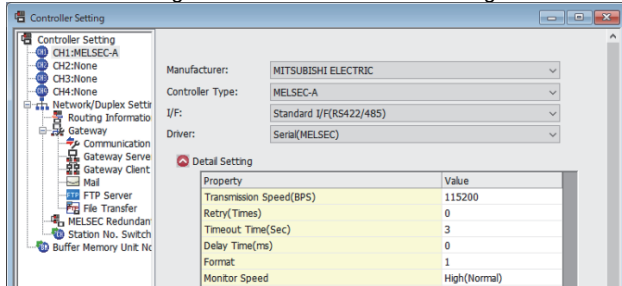 Controller Setting
Controller Setting
CH1:MELSEC-A
CH2:None
CH3:None
CH4:None
Network/Duplex Settin
Routing Informatio
Gateway
Communication
Gateway Serve
Gateway Client
Mail
FTP Server
File Transfer
MELSEC Redundan
Station No. Switch
Buffer Memory Unit No
Manufacturer: MITSUBISHI ELECTRIC
Controller Type: MELSEC-A
I/F: Standard I/F(RS422/485)
Driver: Serial(MELSEC)
Detail Setting
Property Value
Transmission Speed(BPS) 115200
Retry(Times) 0
Timeout Time(Sec) 3
Delay Time(ms) 0
Format 1
Monitor Speed High(Normal)